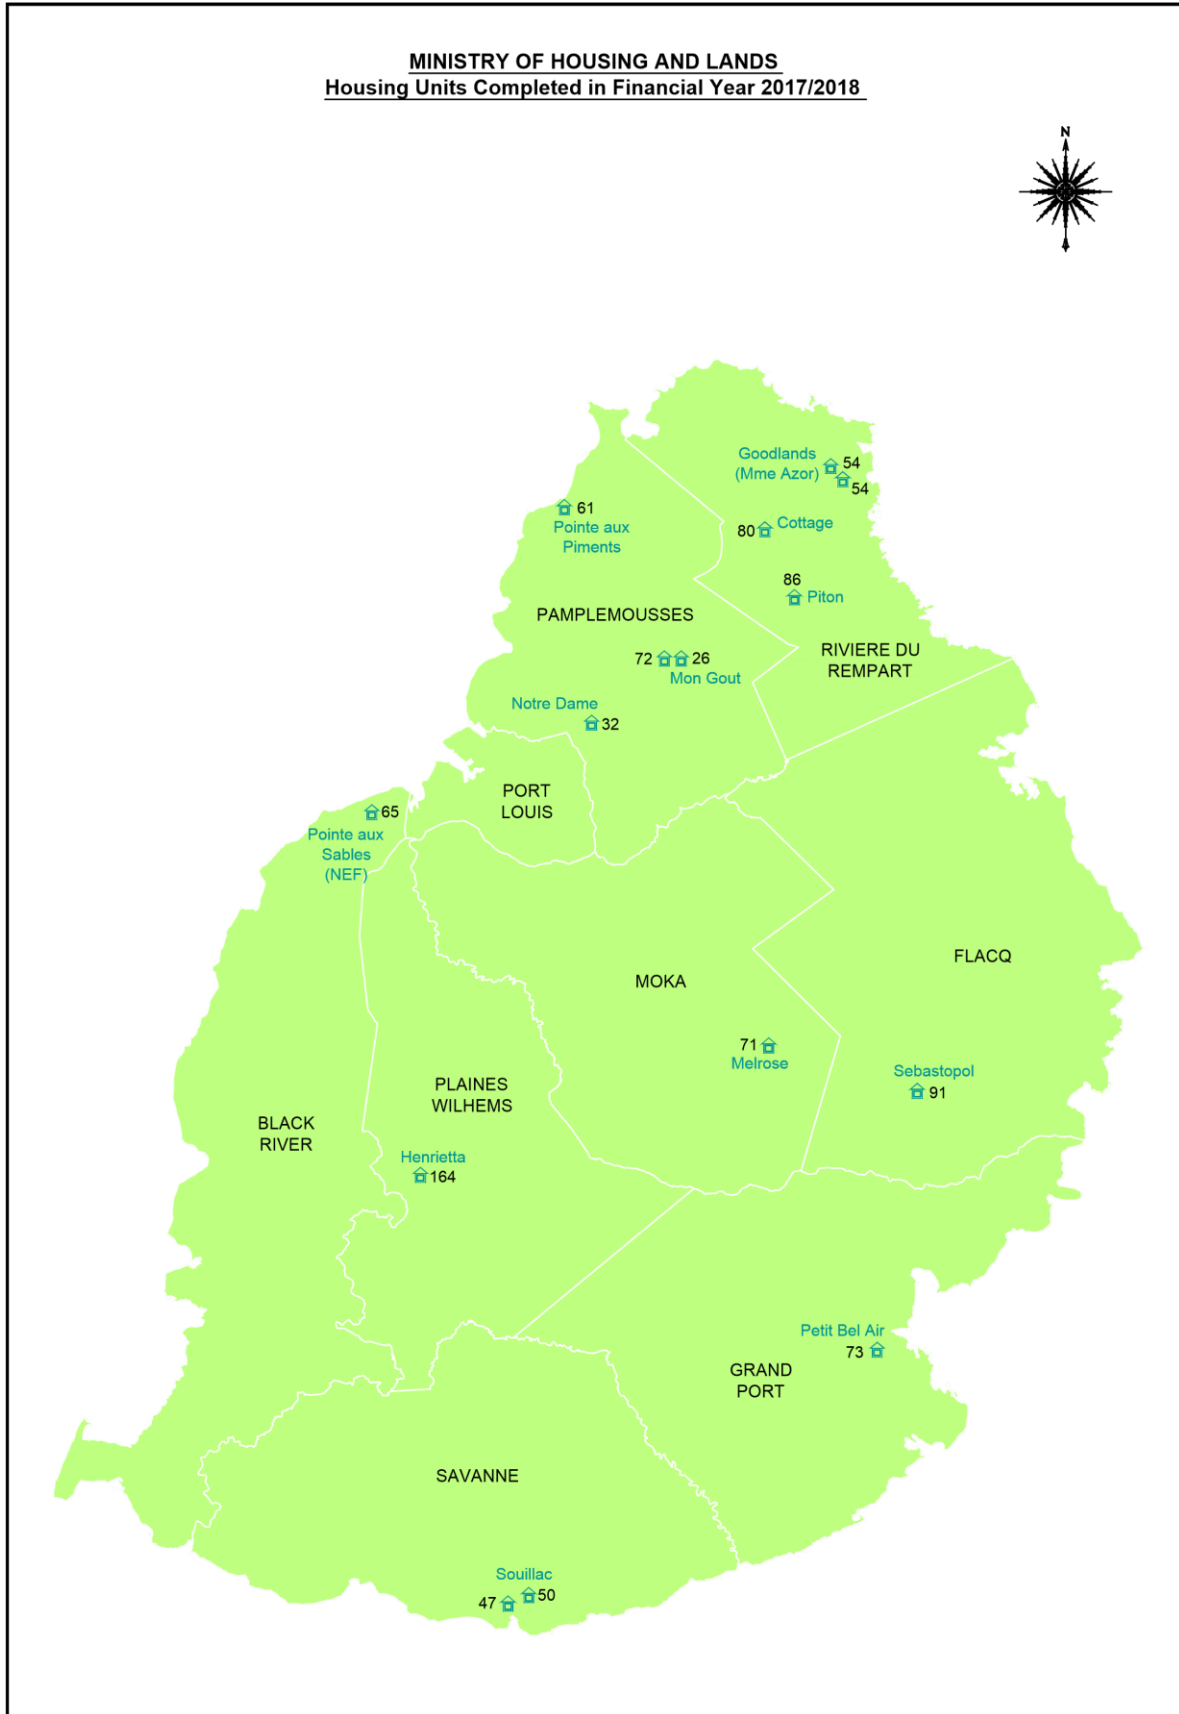 MINISTRY OF HOUSING AND LANDS
Housing Units Completed in Financial Year 2017/2018
N
Goodlands
(Mme Azor)
54
54
61
Pointe aux
Piments
80
Cottage
86
Piton
PAMPLEMOUSSES
RIVIERE DU
REMPART
72
26
Mon Gout
Notre Dame
32
PORT
LOUIS
65
Pointe aux
Sables
(NEF)
FLACQ
MOKA
71
Melrose
Sebastopol
91
PLAINES
WILHEMS
BLACK
RIVER
Henrietta
164
Petit Bel Air
73
GRAND
PORT
SAVANNE
Souillac
47
50